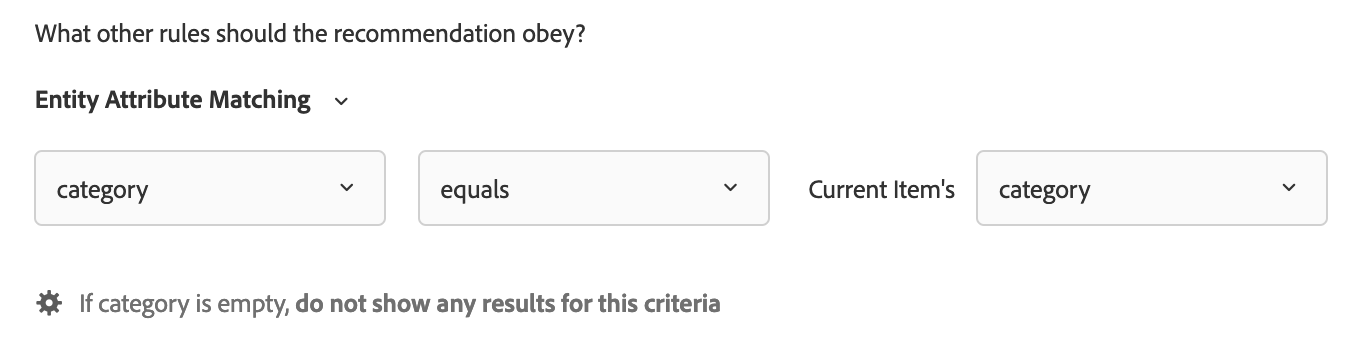 What other rules should the recommendation obey?
Entity Attribute Matching
category equals Current Item's category
If category is empty, do not show any results for this criteria